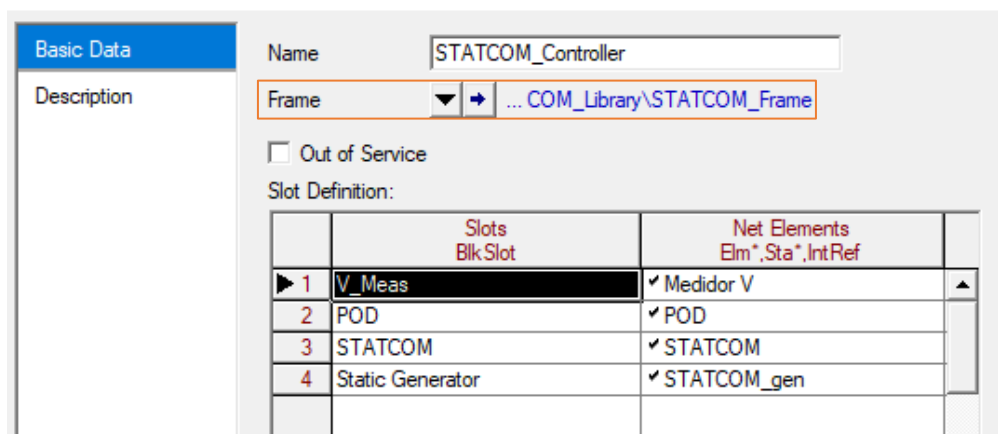 Basic Data
Description
Name STATCOM_Controller
Frame ... COM_Library\STATCOM_Frame
Out of Service
Slot Definition:
Slots Net Elements
BlkSlot Elm*,Sta*,IntRef
1 V_Meas Medidor V
2 POD POD
3 STATCOM STATCOM
4 Static Generator STATCOM_gen